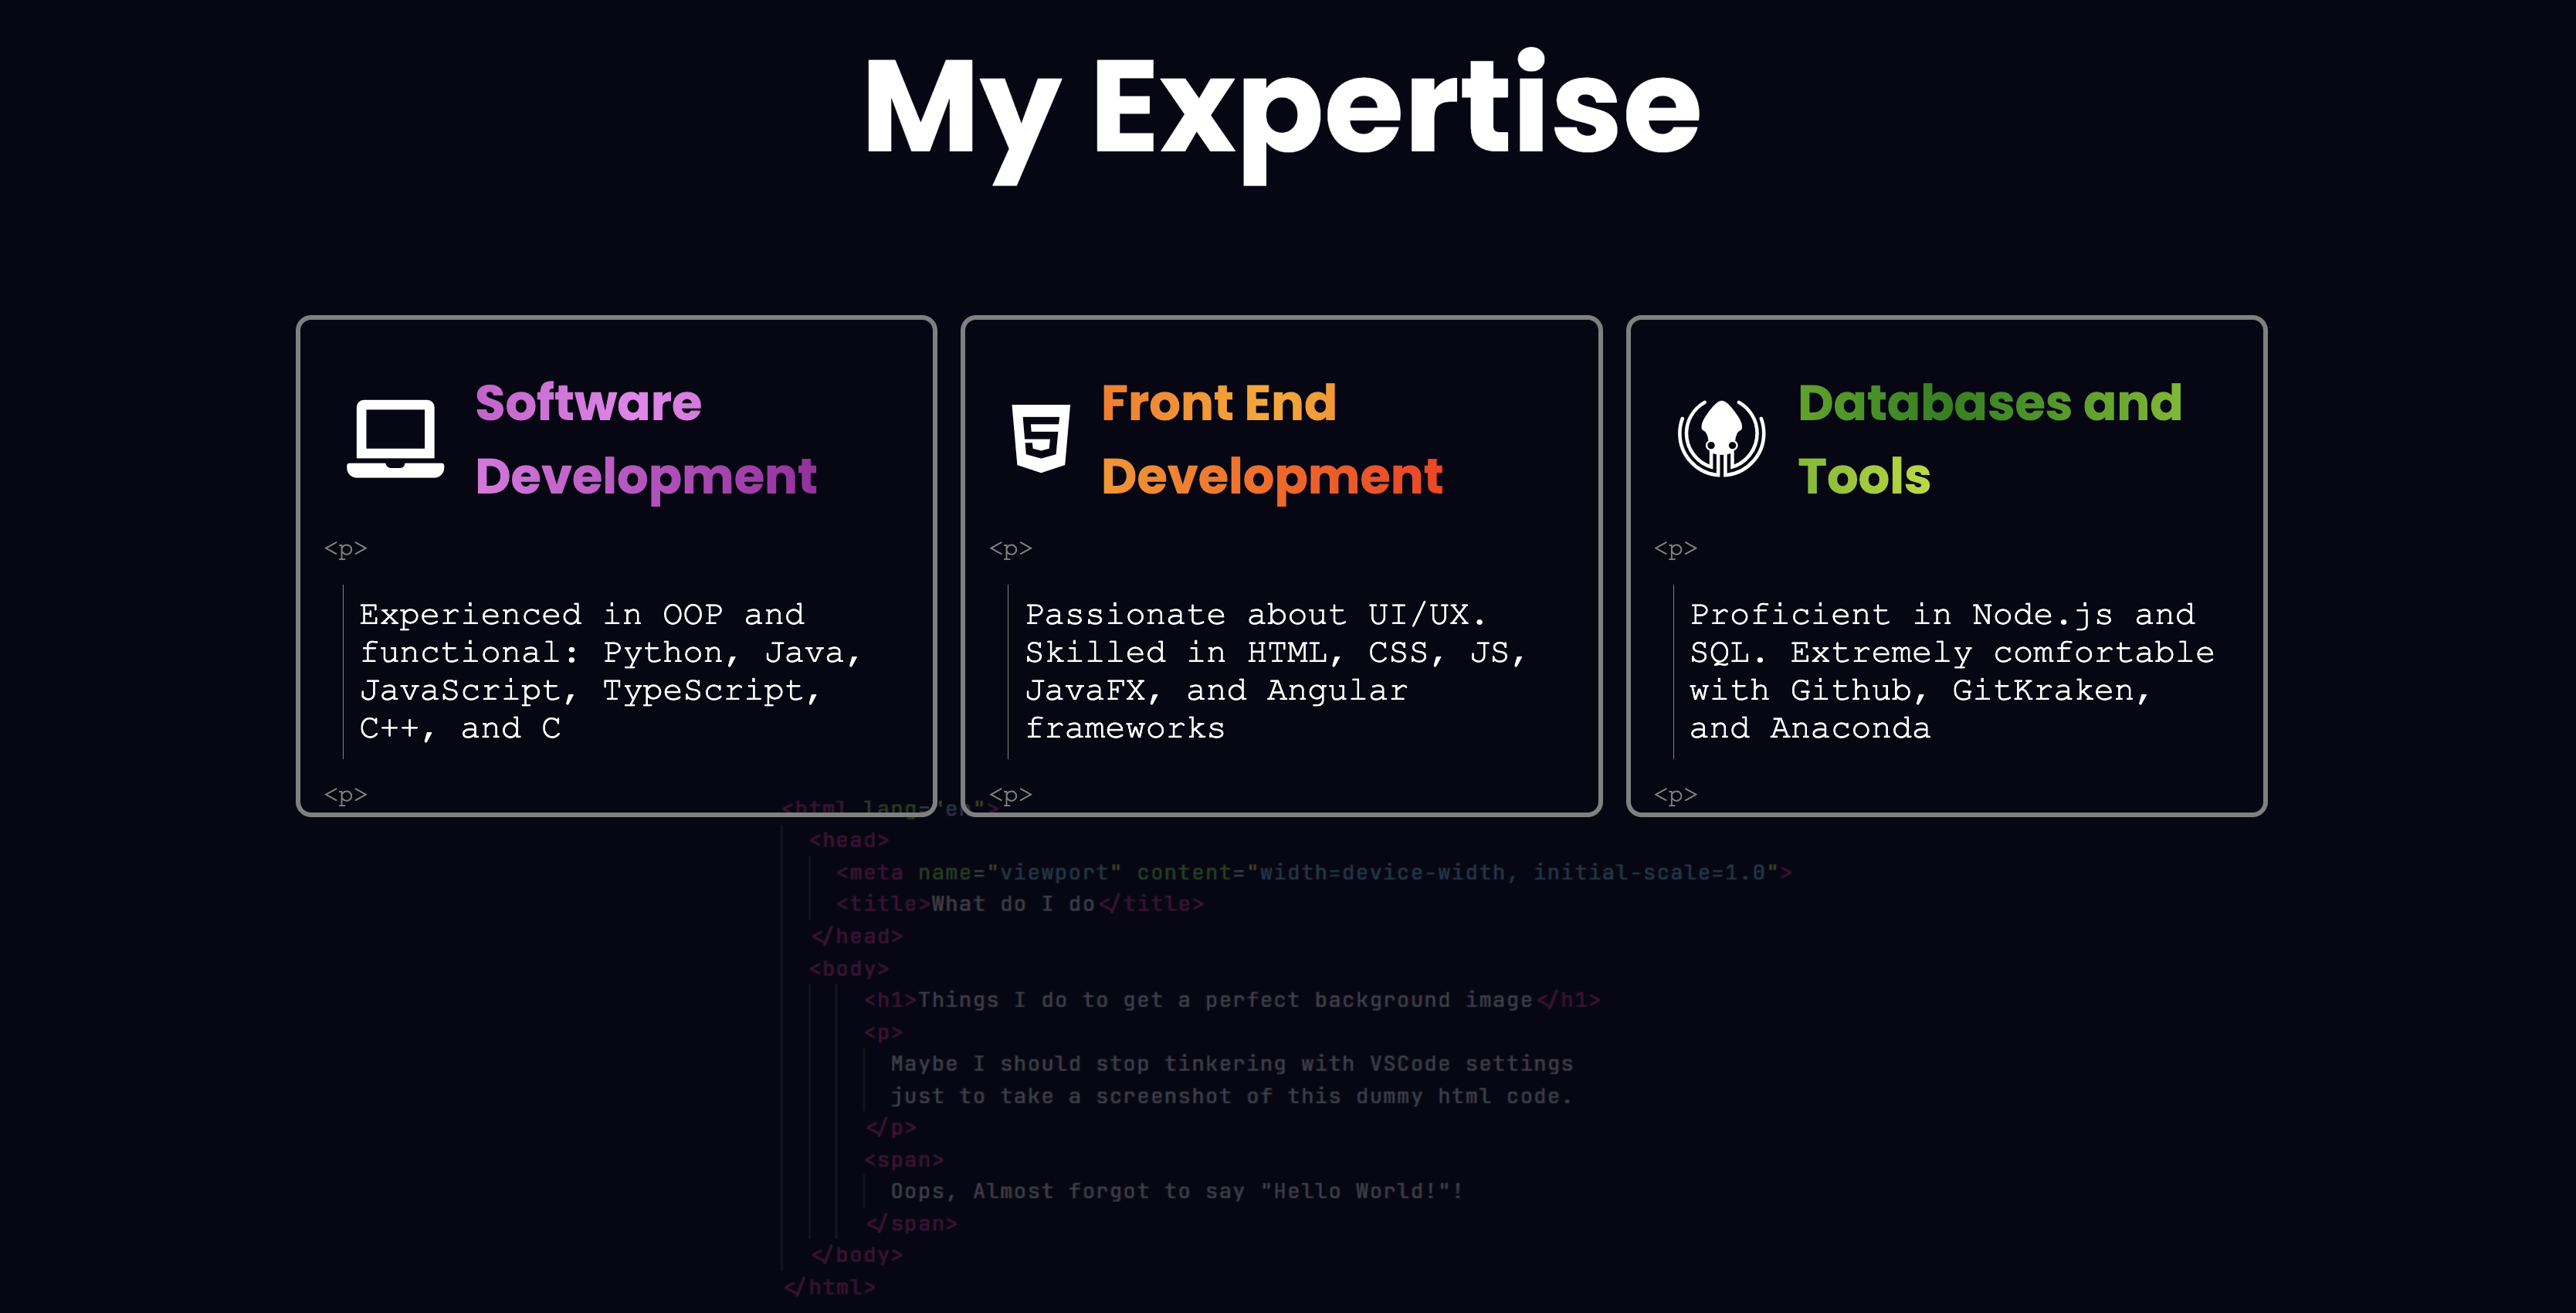 My Expertise
Software
Development
<p>
Experienced in OOP and
functional: Python, Java,
JavaScript, TypeScript,
C++, and C
<p>
Front End
Development
<p>
Passionate about UI/UX.
Skilled in HTML, CSS, JS,
JavaFX, and Angular
frameworks
<p>
Databases and
Tools
<p>
Proficient in Node.js and
SQL. Extremely comfortable
with Github, GitKraken,
and Anaconda
<p>
<html lang="en">
<head>
<meta name="viewport" content="width=device-width, initial-scale=1.0">
<title>What do I do</title>
</head>
<body>
<h1>Things I do to get a perfect background image</h1>
<p>
Maybe I should stop tinkering with VSCode settings
just to take a screenshot of this dummy html code.
</p>
<span>
Oops, Almost forgot to say "Hello World!"!
</span>
</body>
</html>